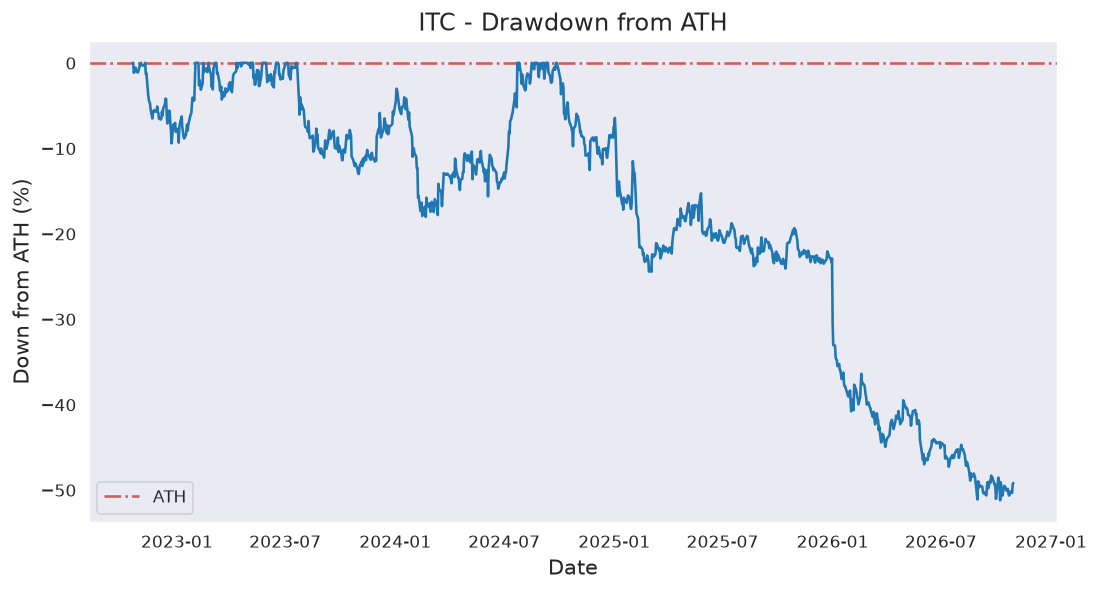 ITC - Drawdown from ATH
Down from ATH (%)
0
−10
−20
−30
−40
−50
ATH
2023-01 2023-07 2024-01 2024-07 2025-01 2025-07 2026-01 2026-07 2027-01
Date